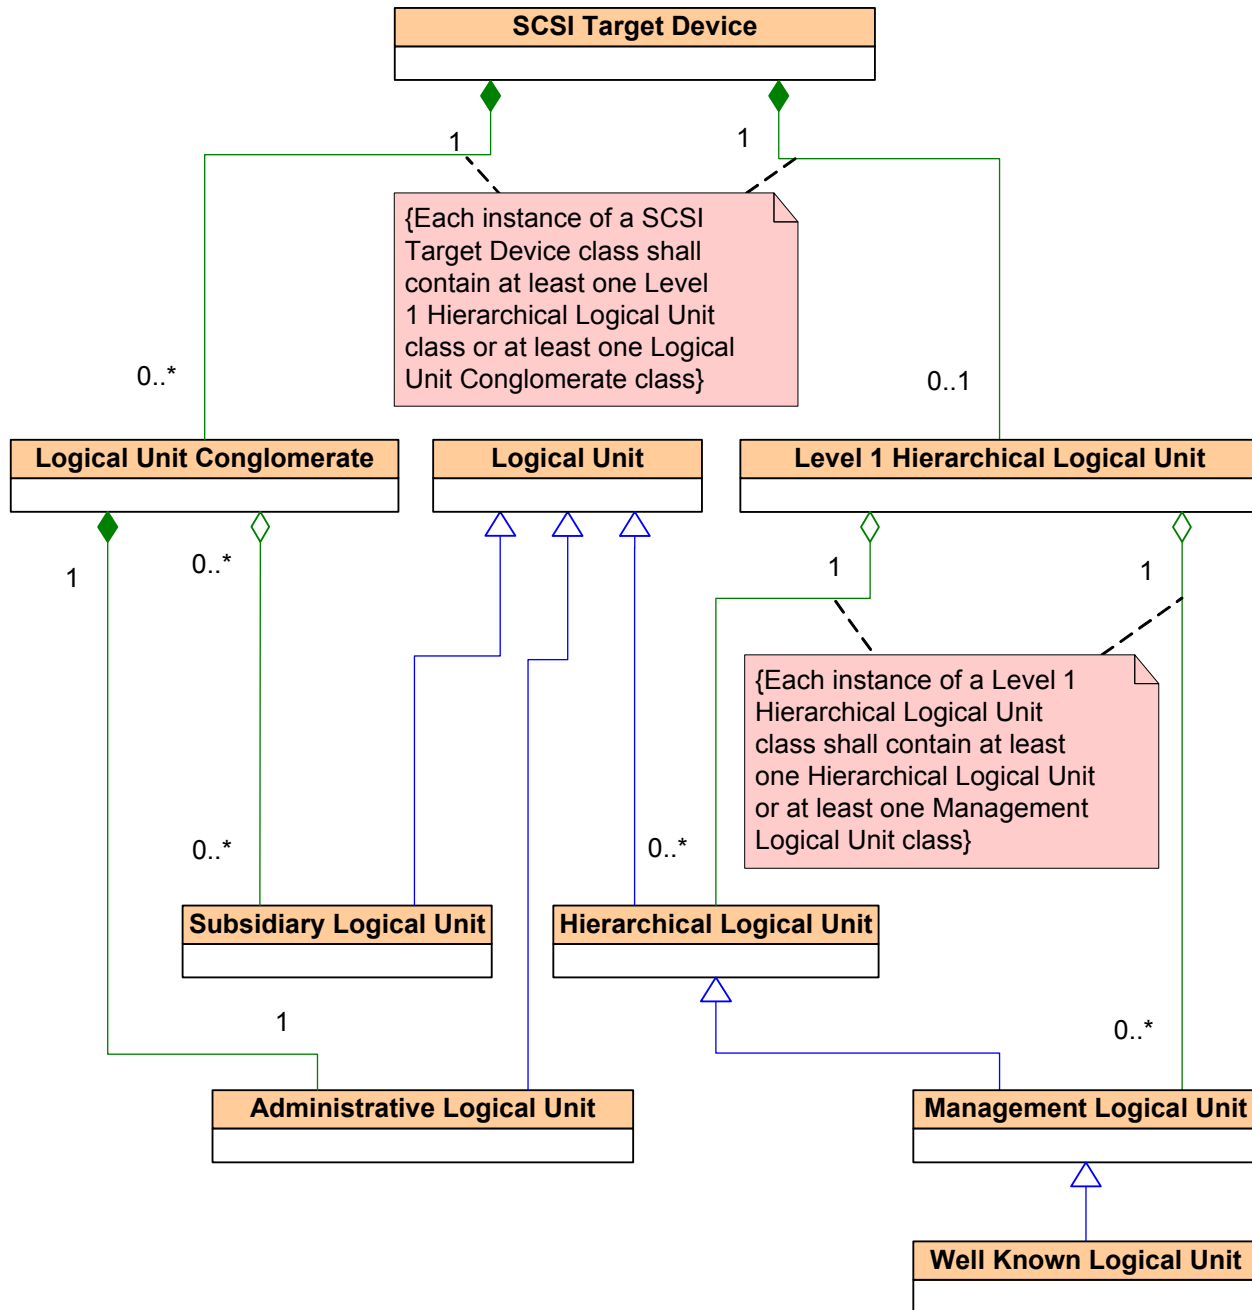 SCSI Target Device
1
1
{Each instance of a SCSI
Target Device class shall
contain at least one Level
1 Hierarchical Logical Unit
class or at least one Logical
Unit Conglomerate class}
0..*
0..1
Logical Unit Conglomerate
Logical Unit
Level 1 Hierarchical Logical Unit
1
0..*
1
1
{Each instance of a Level 1
Hierarchical Logical Unit
class shall contain at least
one Hierarchical Logical Unit
or at least one Management
Logical Unit class}
0..*
0..*
Subsidiary Logical Unit
Hierarchical Logical Unit
1
0..*
Administrative Logical Unit
Management Logical Unit
Well Known Logical Unit